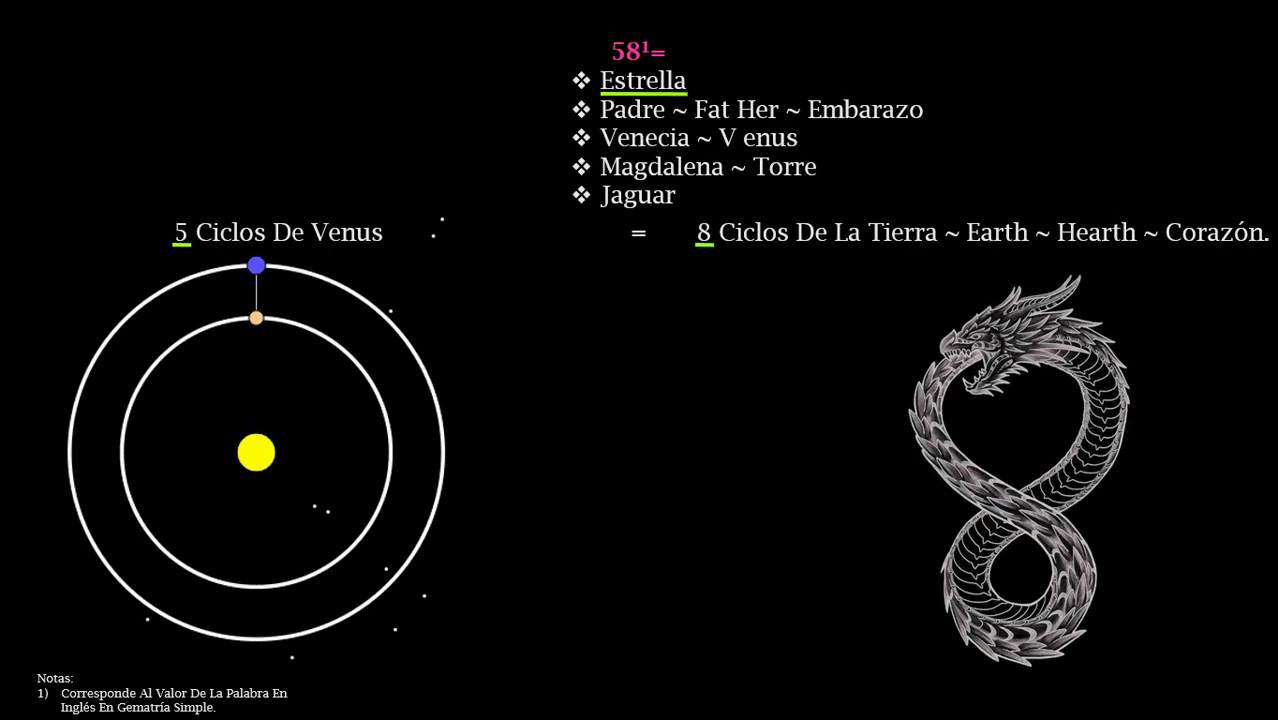 58¹=
❖ Estrella
❖ Padre ~ Fat Her ~ Embarazo
❖ Venecia ~ V enus
❖ Magdalena ~ Torre
❖ Jaguar
5 Ciclos De Venus = 8 Ciclos De La Tierra ~ Earth ~ Hearth ~ Corazón.
Notas:
1) Corresponde Al Valor De La Palabra En
Inglés En Gematría Simple.